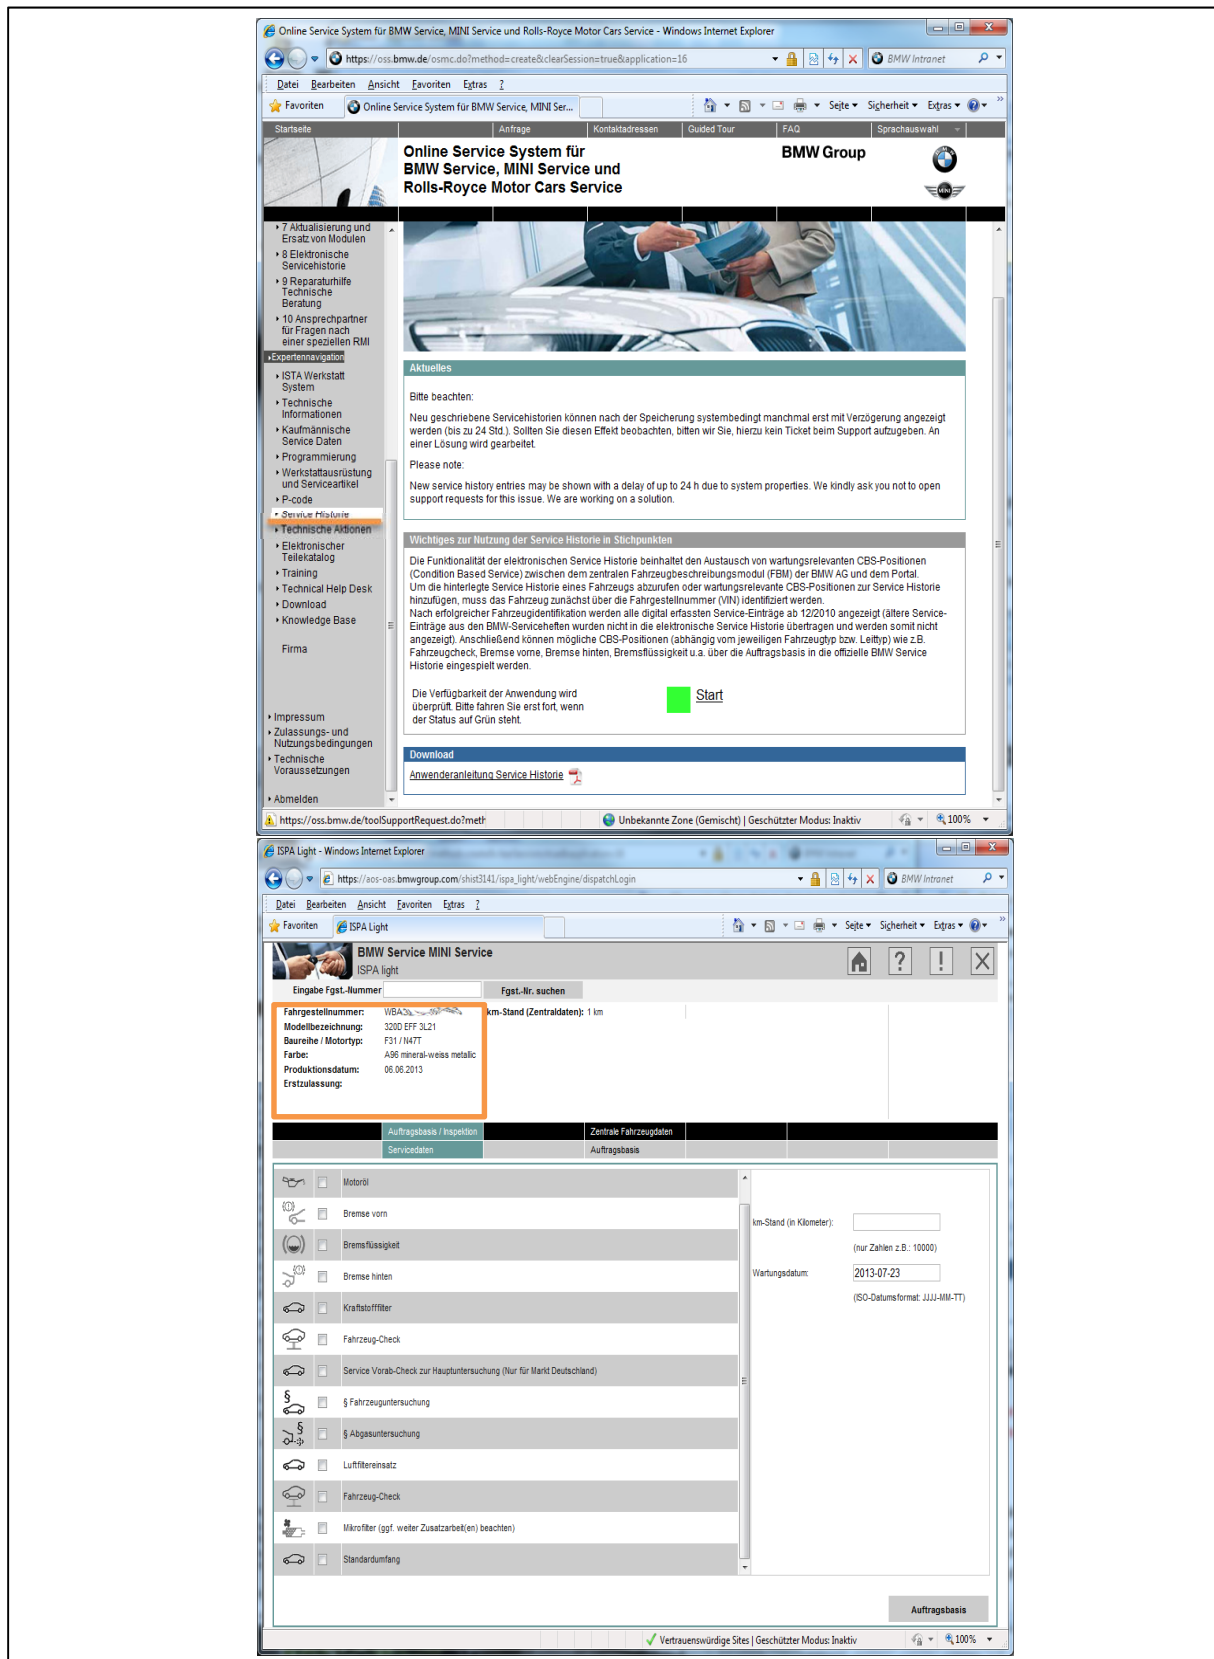 Online Service System für BMW Service, MINI Service und Rolls-Royce Motor Cars Service - Windows Internet Explorer
https://oss.bmw.de/osmc.do?method=create&clearSession=true&application=16
BMW Intranet
Datei Bearbeiten Ansicht Favoriten Extras ?
Favoriten
Online Service System für BMW Service, MINI Ser...
Seite
Sicherheit
Extras
Startseite
Anfrage
Kontaktadressen
Guided Tour
FAQ
Sprachauswahl
Online Service System für
BMW Service, MINI Service und
Rolls-Royce Motor Cars Service
BMW Group
7 Aktualisierung und
Ersatz von Modulen
8 Elektronische
Servicehistorie
9 Reparaturhilfe
Technische
Beratung
10 Ansprechpartner
für Fragen nach
einer speziellen RMI
Expertennavigation
ISTA Werkstatt
System
Technische
Informationen
Kaufmännische
Service Daten
Programmierung
Werkstattausrüstung
und Serviceartikel
P-code
Service Historie
Technische Aktionen
Elektronischer
Teilekatalog
Training
Technical Help Desk
Download
Knowledge Base
Firma
Impressum
Zulassungs- und
Nutzungsbedingungen
Technische
Voraussetzungen
Abmelden
Aktuelles
Bitte beachten:
Neu geschriebene Servicehistorien können nach der Speicherung systembedingt manchmal erst mit Verzögerung angezeigt
werden (bis zu 24 Std.). Sollten Sie diesen Effekt beobachten, bitten wir Sie, hierzu kein Ticket beim Support aufzugeben. An
einer Lösung wird gearbeitet.
Please note:
New service history entries may be shown with a delay of up to 24 h due to system properties. We kindly ask you not to open
support requests for this issue. We are working on a solution.
Wichtiges zur Nutzung der Service Historie in Stichpunkten
Die Funktionalität der elektronischen Service Historie beinhaltet den Austausch von wartungsrelevanten CBS-Positionen
(Condition Based Service) zwischen dem zentralen Fahrzeugbeschreibungsmodul (FBM) der BMW AG und dem Portal.
Um die hinterlegte Service Historie eines Fahrzeugs abzurufen oder wartungsrelevante CBS-Positionen zur Service Historie
hinzufügen, muss das Fahrzeug zunächst über die Fahrgestellnummer (VIN) identifiziert werden.
Nach erfolgreicher Fahrzeugidentifikation werden alle digital erfassten Service-Einträge ab 12/2010 angezeigt (ältere Service-
Einträge aus den BMW-Serviceheften wurden nicht in die elektronische Service Historie übertragen und werden somit nicht
angezeigt). Anschließend können mögliche CBS-Positionen (abhängig vom jeweiligen Fahrzeugtyp bzw. Leittyp) wie z.B.
Fahrzeugcheck, Bremse vorne, Bremse hinten, Bremsflüssigkeit u.a. über die Auftragsbasis in die offizielle BMW Service
Historie eingespielt werden.
Die Verfügbarkeit der Anwendung wird
überprüft. Bitte fahren Sie erst fort, wenn
der Status auf Grün steht.
Start
Download
Anwenderanleitung Service Historie
https://oss.bmw.de/toolSupportRequest.do?meth
Unbekannte Zone (Gemischt) | Geschützter Modus: Inaktiv
100%
ISPA Light - Windows Internet Explorer
https://aos-oas.bmwgroup.com/shist3141/ispa_light/webEngine/dispatchLogin
BMW Intranet
Datei Bearbeiten Ansicht Favoriten Extras ?
Favoriten
ISPA Light
Seite
Sicherheit
Extras
BMW Service MINI Service
ISPA light
Eingabe Fgst.-Nummer
Fgst.-Nr. suchen
Fahrgestellnummer: WBA
km-Stand (Zentraldaten): 1 km
Modellbezeichnung: 320D EFF 3L21
Baureihe / Motortyp: F31 / N47T
Farbe: A96 mineral-weiss metallic
Produktionsdatum: 06.06.2013
Erstzulassung:
Auftragsbasis / Inspektion
Zentrale Fahrzeugdaten
Servicedaten
Auftragsbasis
Motoröl
Bremse vorn
Bremsflüssigkeit
Bremse hinten
Kraftstofffilter
Fahrzeug-Check
Service Vorab-Check zur Hauptuntersuchung (Nur für Markt Deutschland)
§ Fahrzeuguntersuchung
§ Abgasuntersuchung
Luftfiltereinsatz
Fahrzeug-Check
Mikrofilter (ggf. weiter Zusatzarbeit(en) beachten)
Standardumfang
km-Stand (in Kilometer):
(nur Zahlen z.B.: 10000)
Wartungsdatum: 2013-07-23
(ISO-Datumsformat: JJJJ-MM-TT)
Auftragsbasis
Vertrauenswürdige Sites | Geschützter Modus: Inaktiv
100%